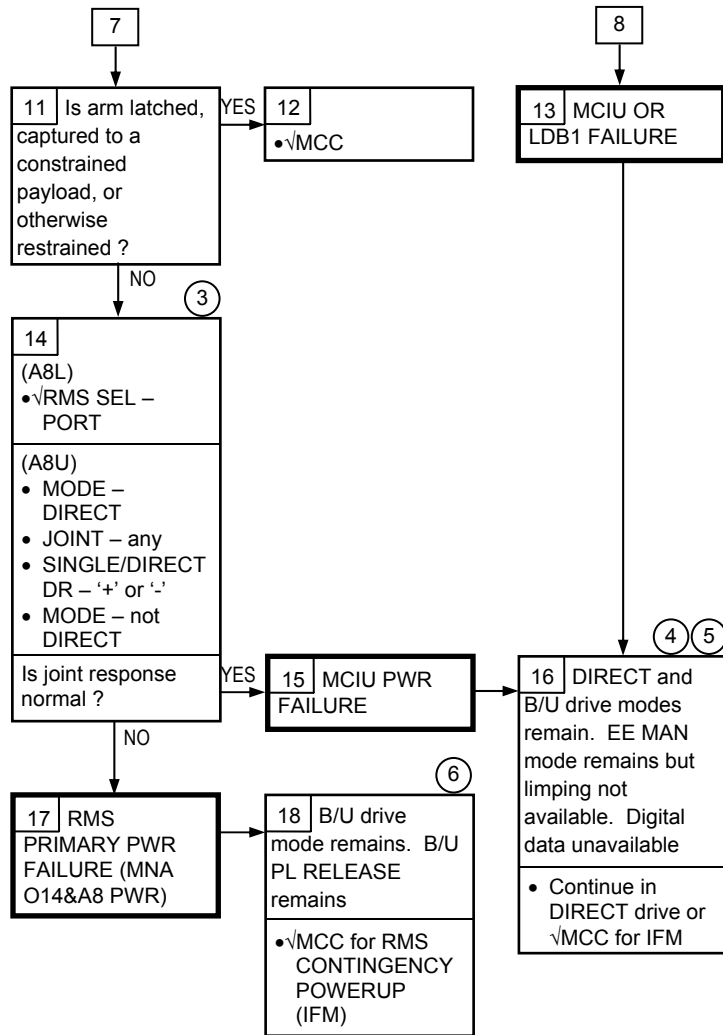 7
11 Is arm latched,
captured to a
constrained
payload, or
otherwise
restrained ?
YES
12
•√MCC
NO
3
14
(A8L)
•√RMS SEL –
PORT
(A8U)
• MODE –
DIRECT
• JOINT – any
• SINGLE/DIRECT
DR – ‘+’ or ‘-’
• MODE – not
DIRECT
Is joint response
normal ?
YES
15 MCIU PWR
FAILURE
NO
17 RMS
PRIMARY PWR
FAILURE (MNA
O14&A8 PWR)
6
18 B/U drive
mode remains. B/U
PL RELEASE
remains
•√MCC for RMS
CONTINGENCY
POWERUP
(IFM)
8
13 MCIU OR
LDB1 FAILURE
4 5
16 DIRECT and
B/U drive modes
remain. EE MAN
mode remains but
limping not
available. Digital
data unavailable
• Continue in
DIRECT drive or
√MCC for IFM